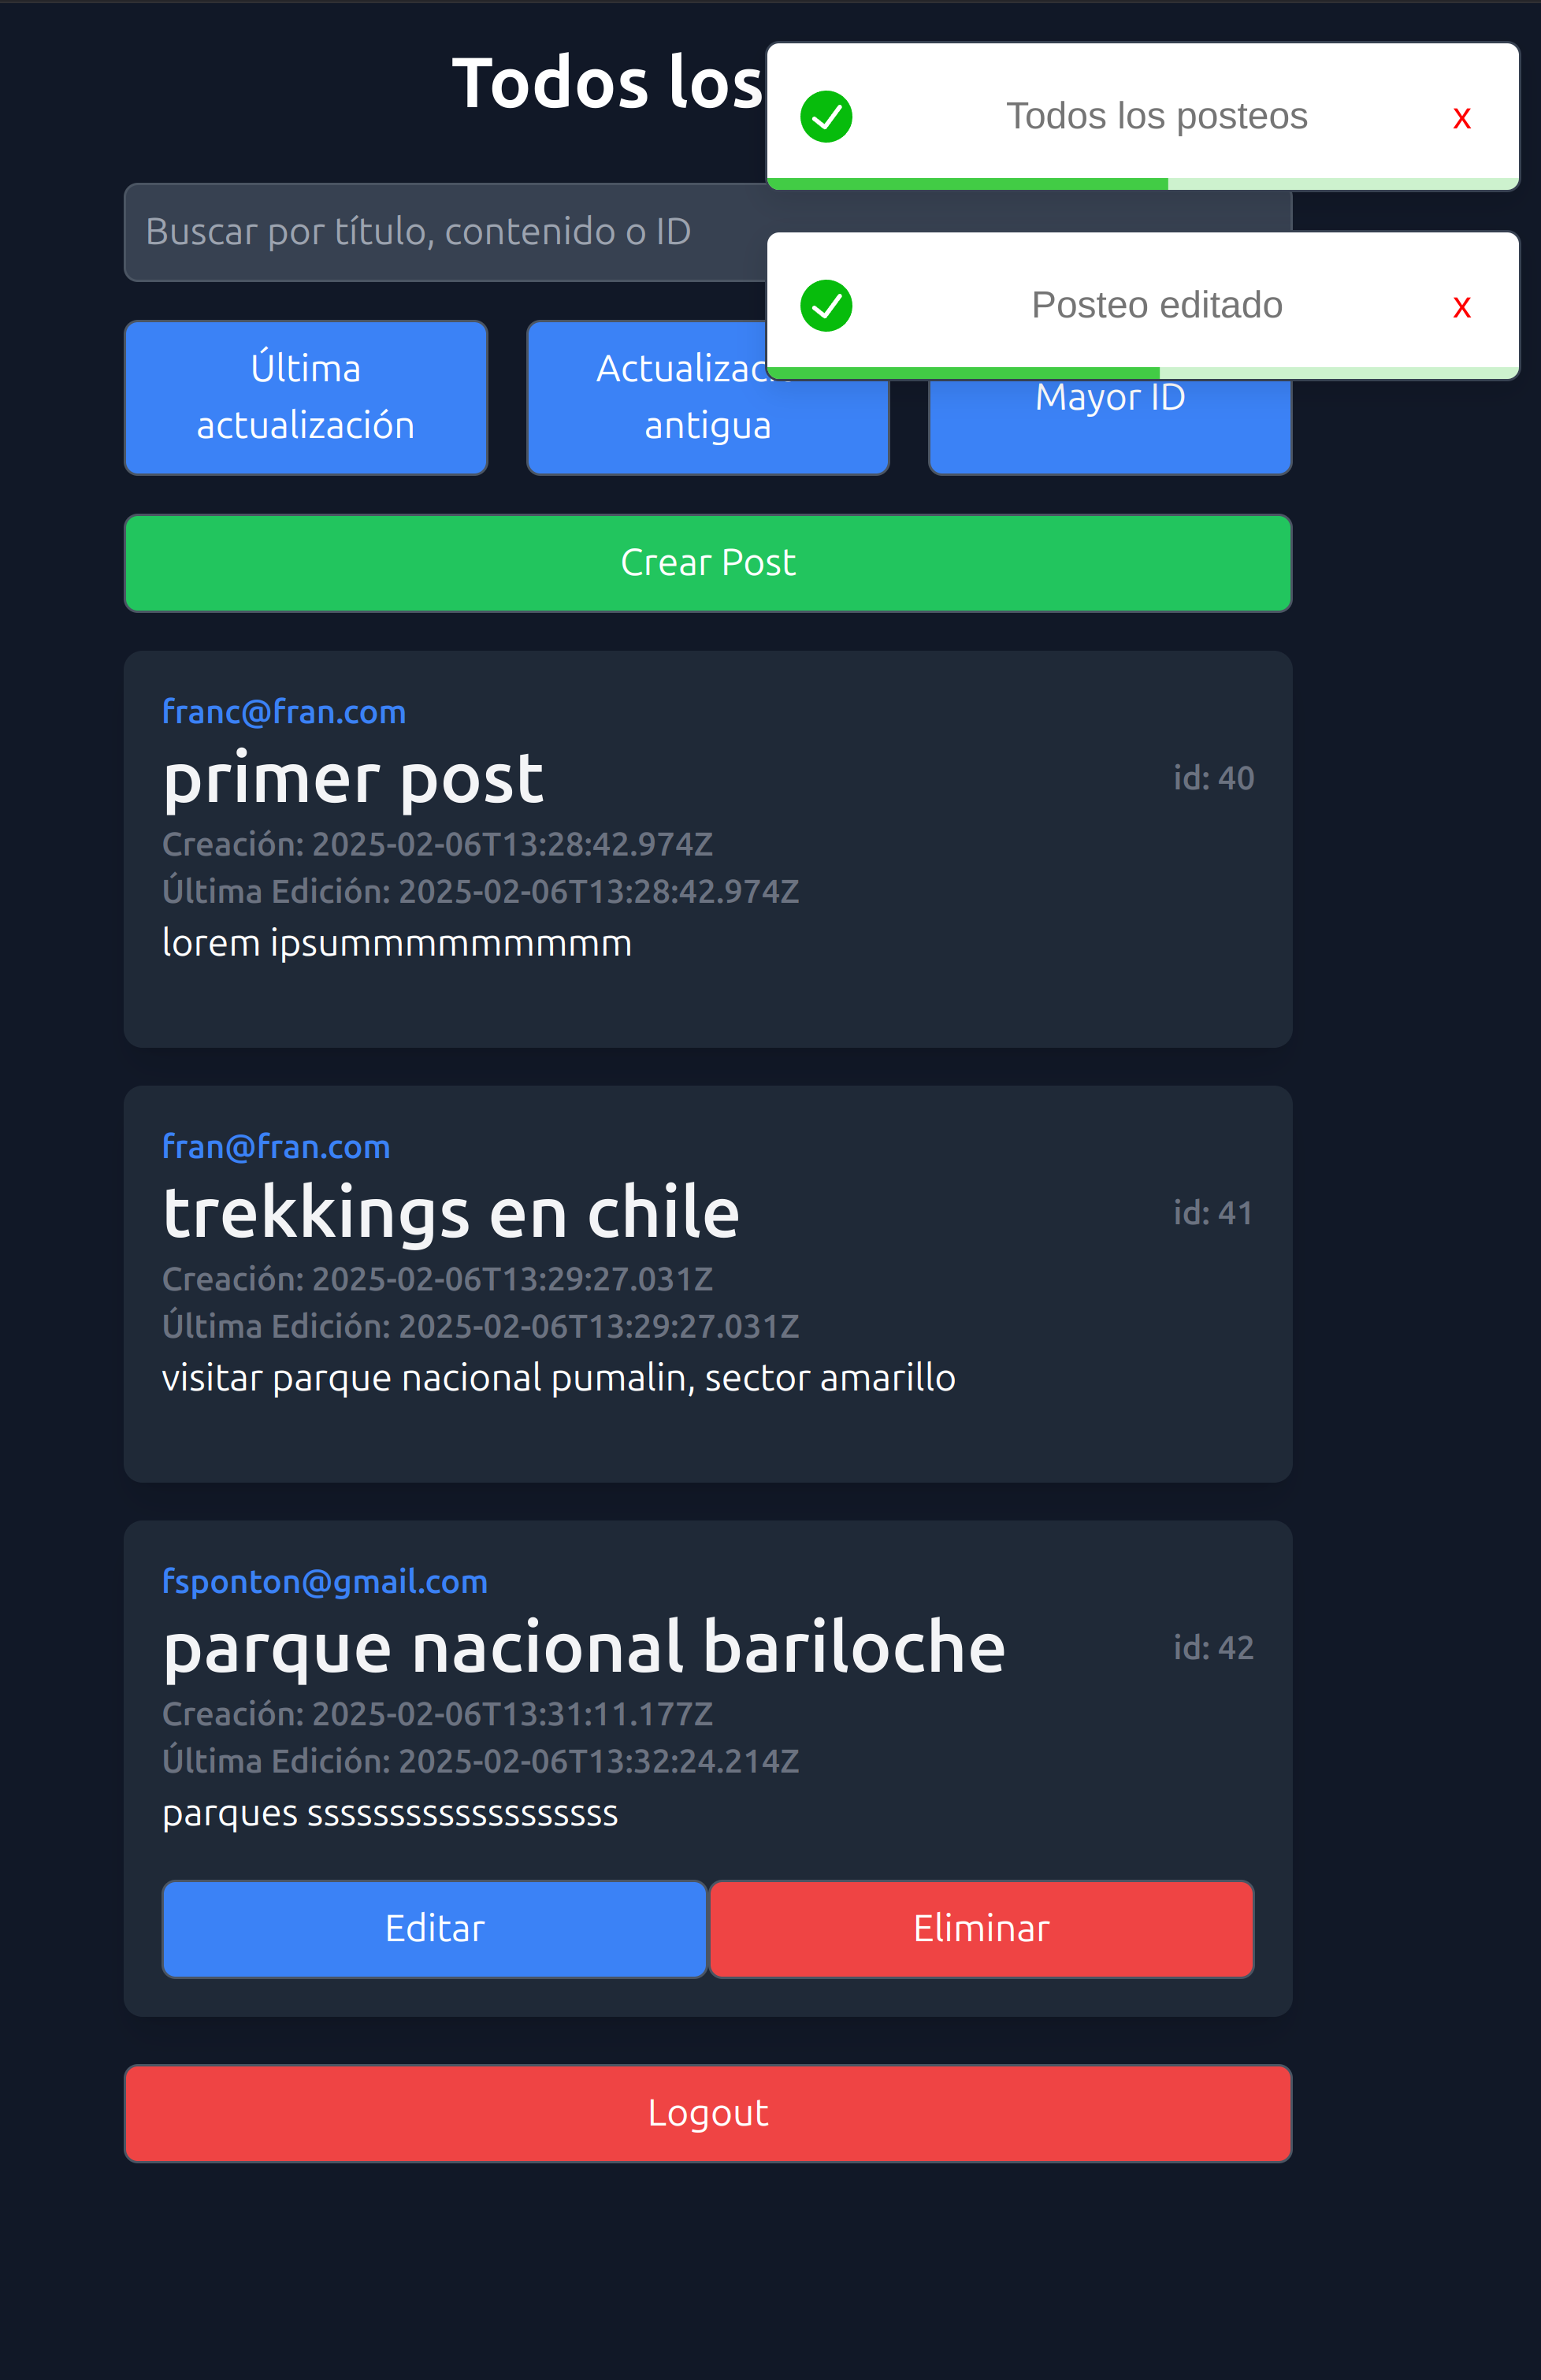 Todos los
Todos los posteos
x
Buscar por título, contenido o ID
Posteo editado
x
Última
actualización
antigua
Mayor ID
Crear Post
franc@fran.com
primer post
id: 40
Creación: 2025-02-06T13:28:42.974Z
Última Edición: 2025-02-06T13:28:42.974Z
lorem ipsummmmmmmmm
fran@fran.com
trekkings en chile
id: 41
Creación: 2025-02-06T13:29:27.031Z
Última Edición: 2025-02-06T13:29:27.031Z
visitar parque nacional pumalin, sector amarillo
fsponton@gmail.com
parque nacional bariloche
id: 42
Creación: 2025-02-06T13:31:11.177Z
Última Edición: 2025-02-06T13:32:24.214Z
parques sssssssssssssssssss
Editar
Eliminar
Logout